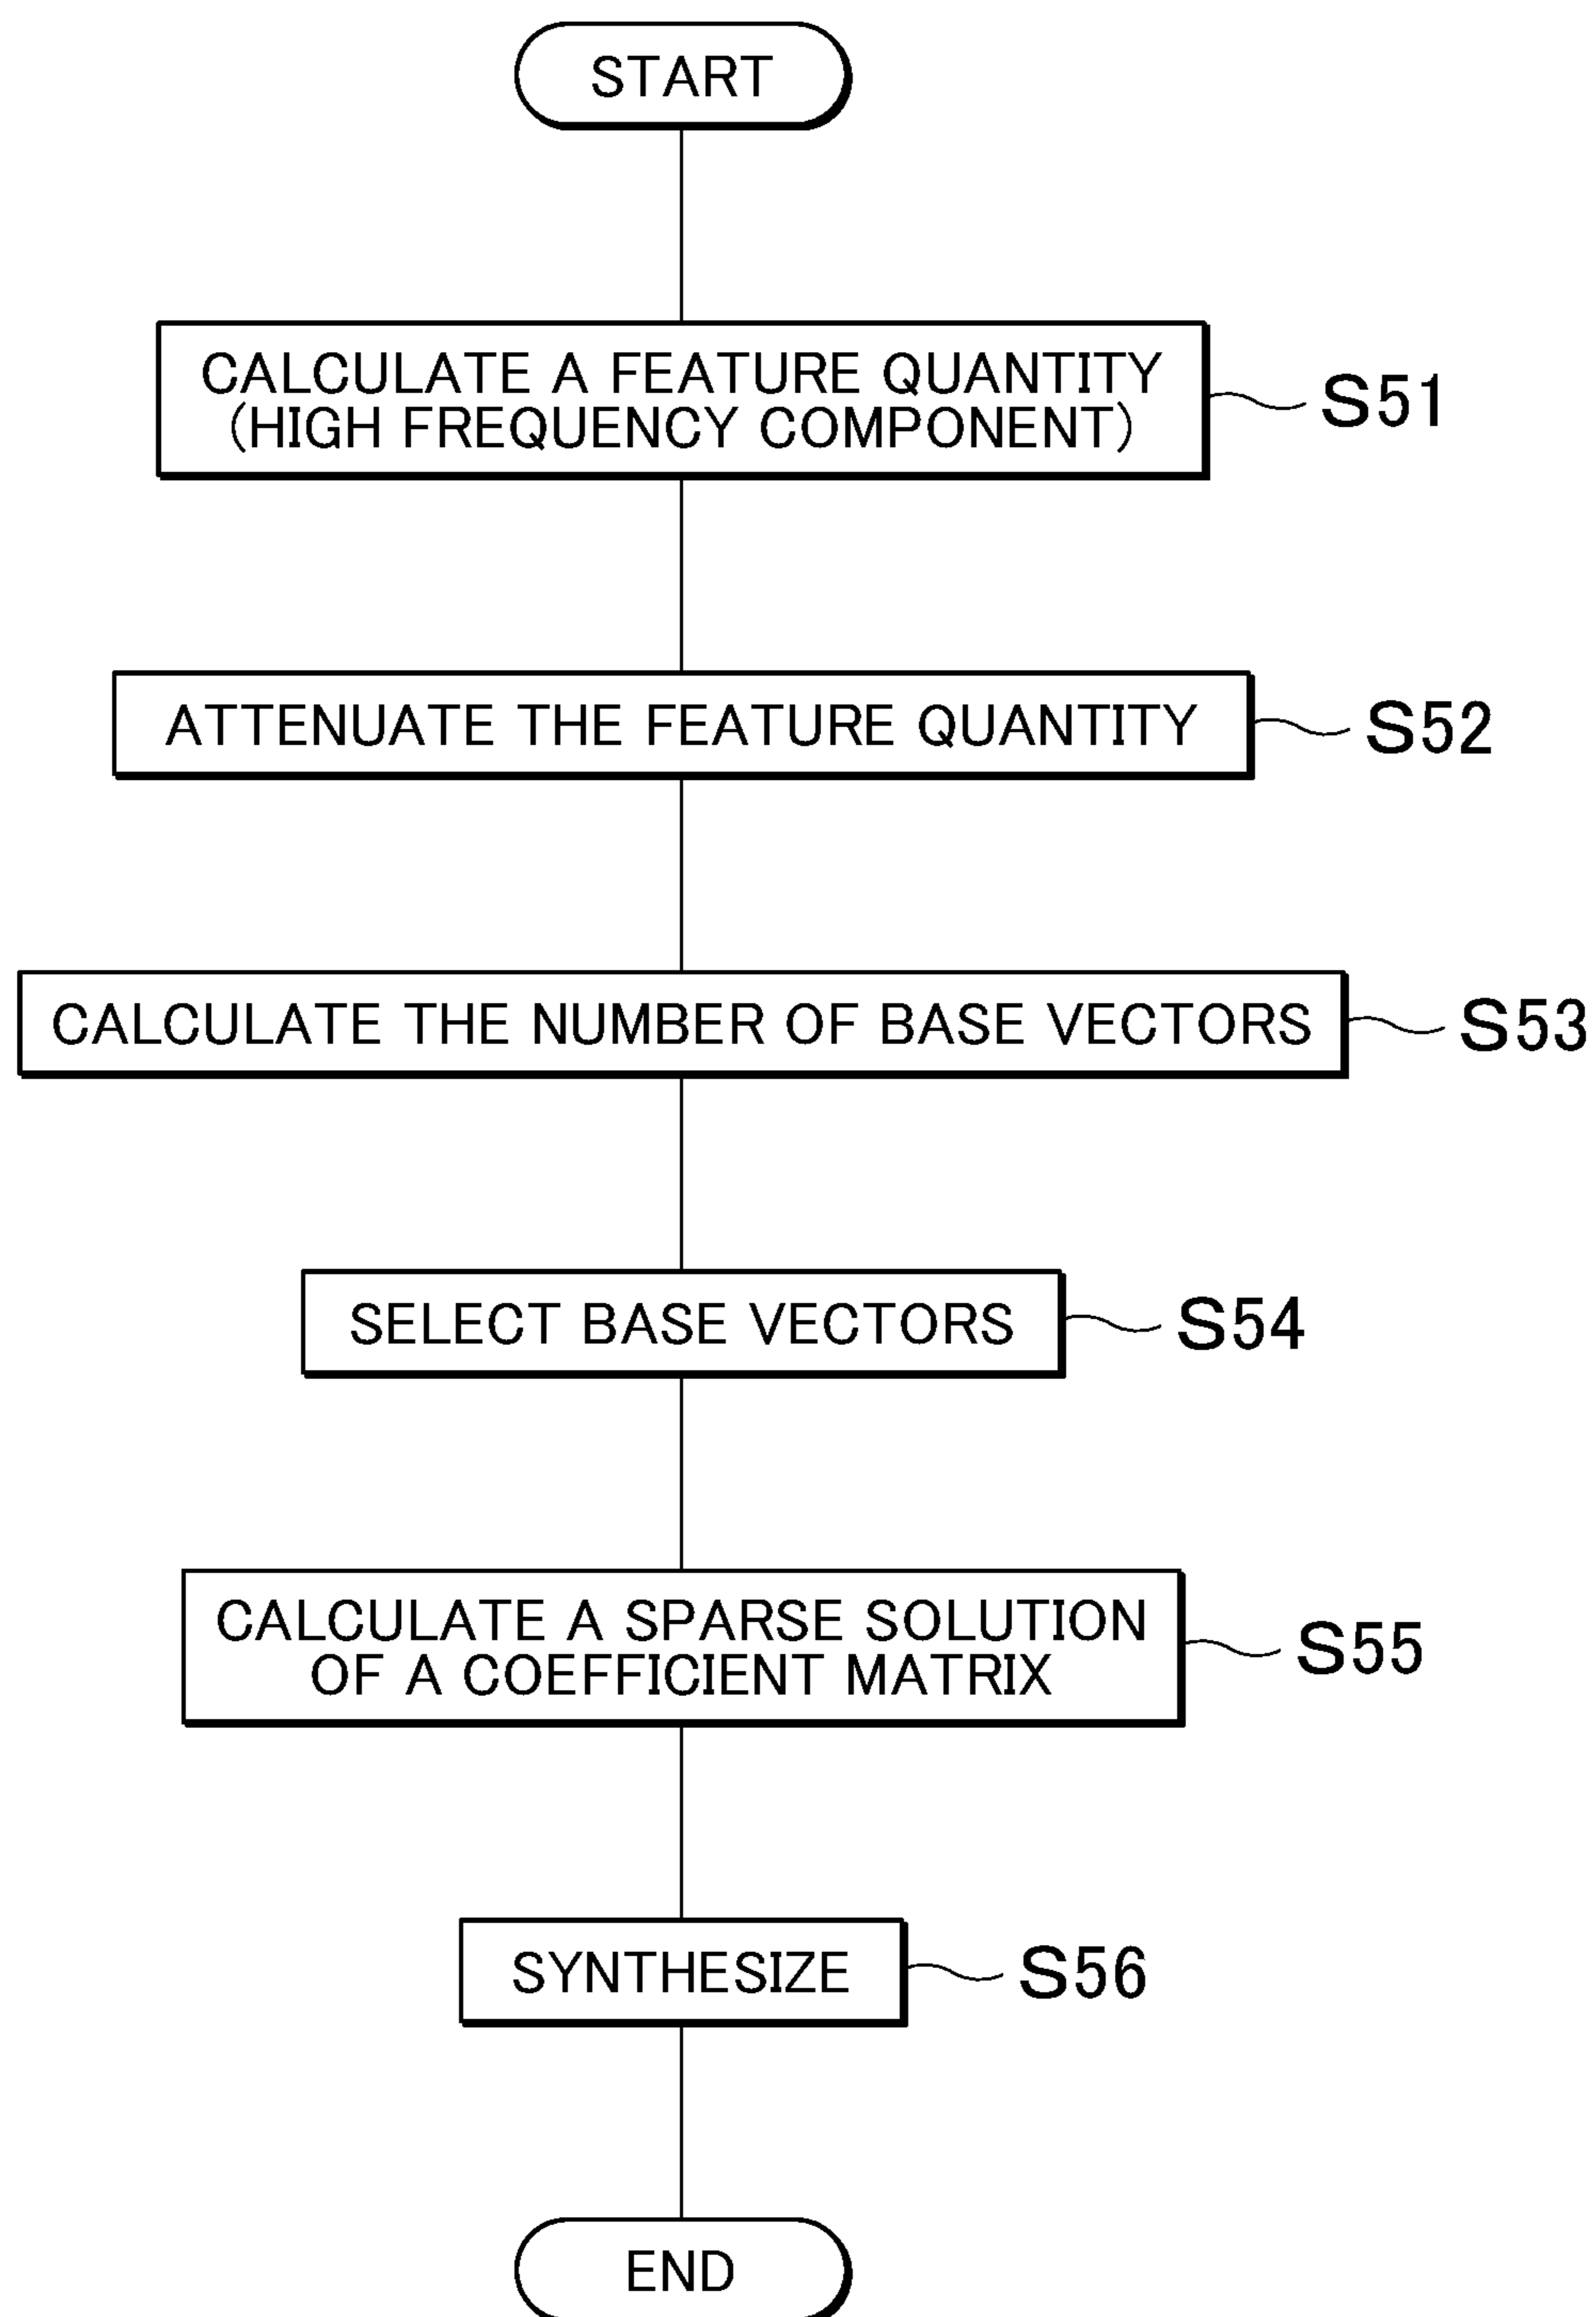 START
CALCULATE A FEATURE QUANTITY
(HIGH FREQUENCY COMPONENT)
S51
ATTENUATE THE FEATURE QUANTITY
S52
CALCULATE THE NUMBER OF BASE VECTORS
S53
SELECT BASE VECTORS
S54
CALCULATE A SPARSE SOLUTION
OF A COEFFICIENT MATRIX
S55
SYNTHESIZE
S56
END